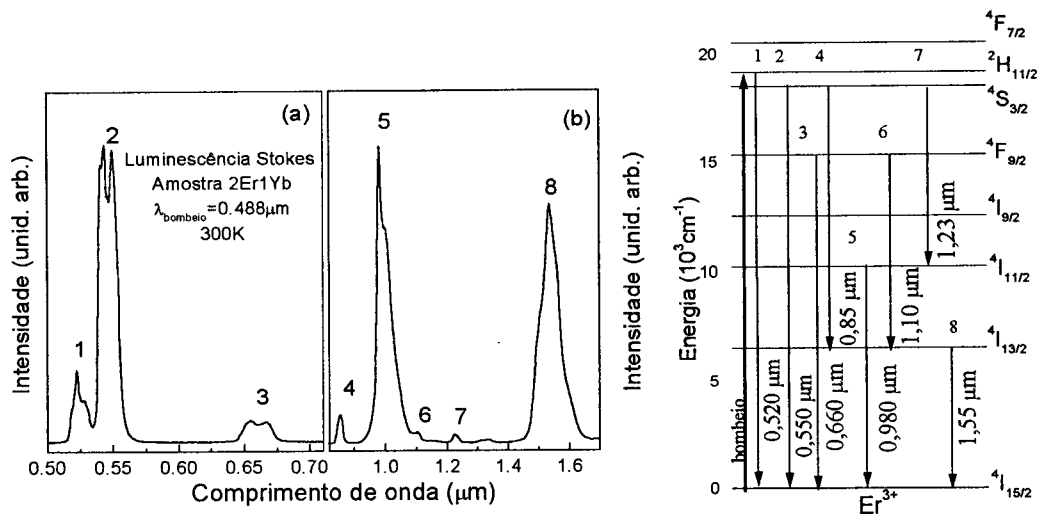 (a)
(b)
Luminescência Stokes
Amostra 2Er1Yb
λbombeio=0.488µm
300K
1
2
3
4
5
6
7
8
Intensidade (unid. arb.)
Intensidade (unid. arb.)
0.50 0.55 0.60 0.65 0.70
1.0 1.2 1.4 1.6
Comprimento de onda (µm)
Energia (10³cm⁻¹)
20
15
10
5
0
1 2 4 7
3 6
5
8
⁴F₇/₂
²H₁₁/₂
⁴S₃/₂
⁴F₉/₂
⁴I₉/₂
⁴I₁₁/₂
⁴I₁₃/₂
⁴I₁₅/₂
bombeio
0,520 µm
0,550 µm
0,660 µm
0,85 µm
0,980 µm
1,10 µm
1,23 µm
1,55 µm
Er³⁺